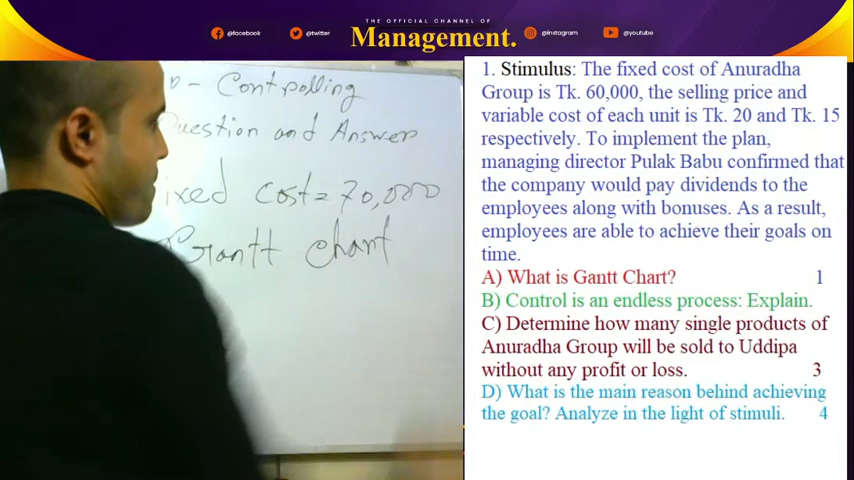 THE OFFICIAL CHANNEL OF
Management.
@facebook
@twitter
@instagram
@youtube
- Controlling
uestion and Answer
ixed cost = 70,000
Grantt chart
1. Stimulus: The fixed cost of Anuradha
Group is Tk. 60,000, the selling price and
variable cost of each unit is Tk. 20 and Tk. 15
respectively. To implement the plan,
managing director Pulak Babu confirmed that
the company would pay dividends to the
employees along with bonuses. As a result,
employees are able to achieve their goals on
time.
A) What is Gantt Chart? 1
B) Control is an endless process: Explain.
C) Determine how many single products of
Anuradha Group will be sold to Uddipa
without any profit or loss. 3
D) What is the main reason behind achieving
the goal? Analyze in the light of stimuli. 4